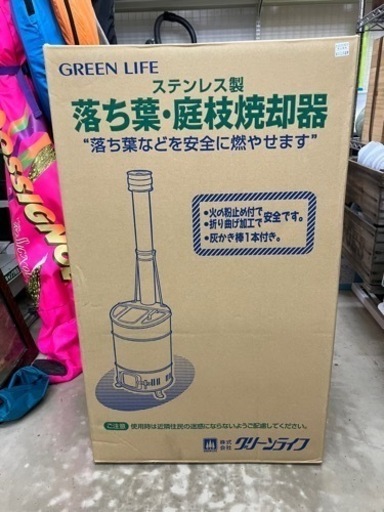 GREEN LIFE
ステンレス製
落ち葉・庭枝焼却器
“落ち葉などを安全に燃やせます”
•火の粉止め付で
•折り曲げ加工で
安全です。
•灰かき棒1本付き。
ご注意 使用時は近隣住民の迷惑にならないようご配慮してください。
株式会社 グリーンライフ